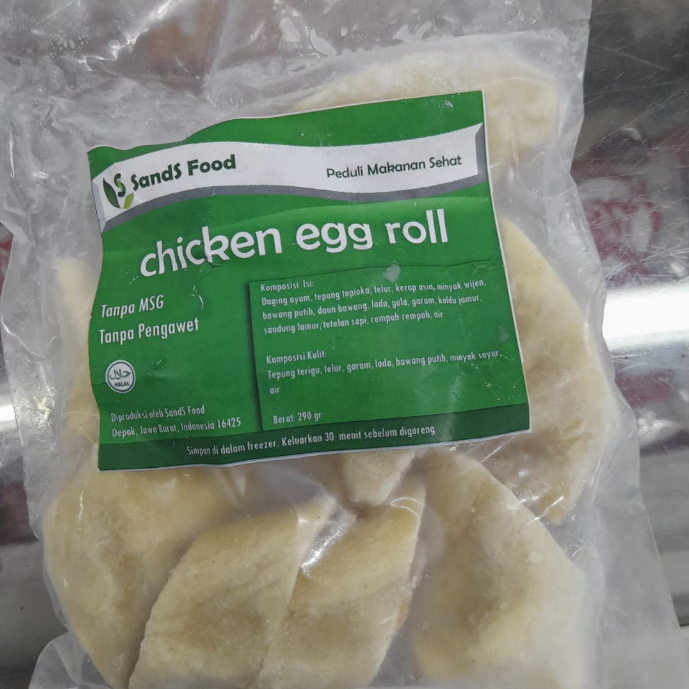 SandS Food
Peduli Makanan Sehat
chicken egg roll
Tanpa MSG
Tanpa Pengawet
حلال
HALAL
Diproduksi oleh SandS Food
Depok, Jawa Barat, Indonesia 16425
Komposisi Isi:
Daging ayam, tepung tapioka, telur, kecap asin, minyak wijen,
bawang putih, daun bawang, lada, gula, garam, kaldu jamur,
sandung lamur, tetelan sapi, rempah-rempah, air
Komposisi Kulit:
Tepung terigu, telur, garam, lada, bawang putih, minyak sayur,
air
Berat: 290 gr
Simpan di dalam freezer. Keluarkan 30 menit sebelum digoreng